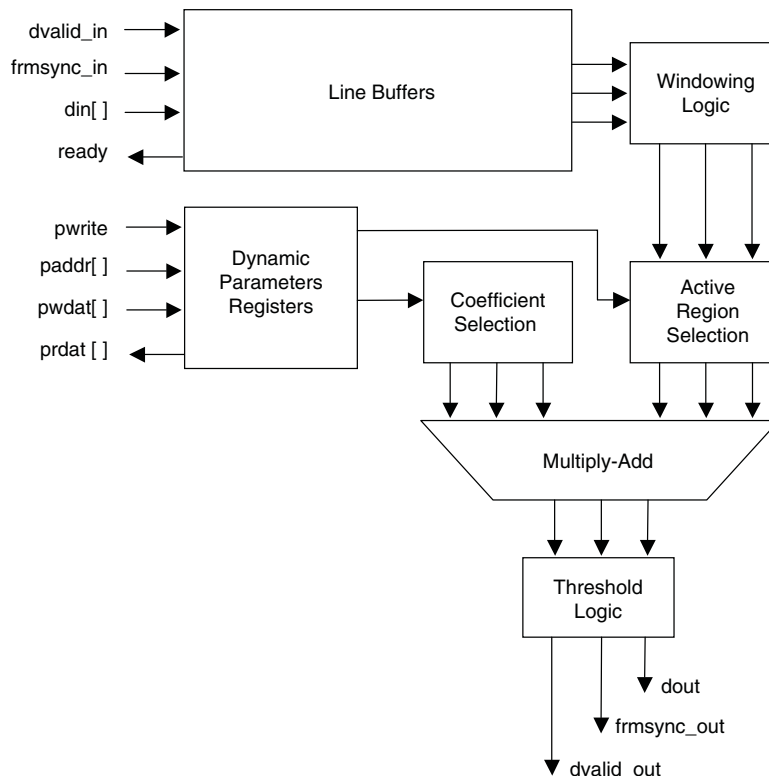 dvalid_in
frmsync_in
din[ ]
ready
Line Buffers
Windowing
Logic
pwrite
paddr[ ]
pwdat[ ]
prdat [ ]
Dynamic
Parameters
Registers
Coefficient
Selection
Active
Region
Selection
Multiply-Add
Threshold
Logic
dout
frmsync_out
dvalid_out